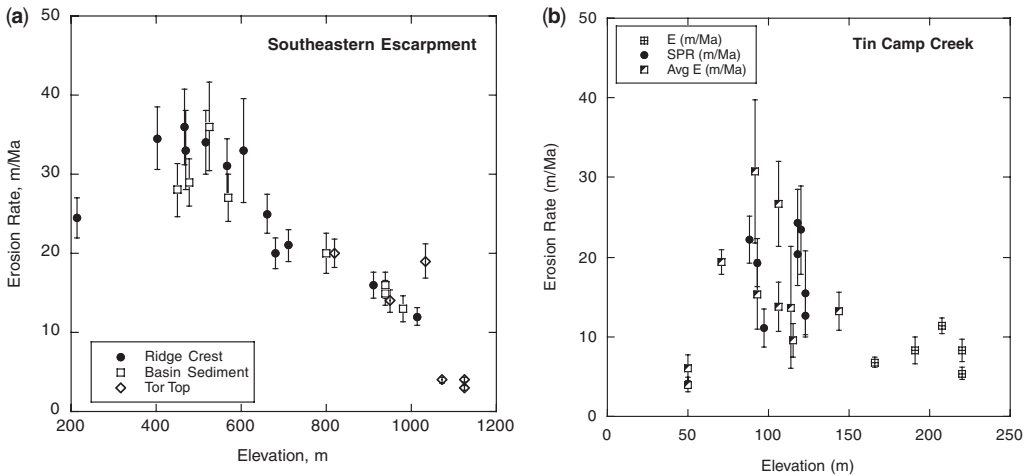 (a)
Southeastern Escarpment
50
40
30
20
10
0
Erosion Rate, m/Ma
Ridge Crest
Basin Sediment
Tor Top
200 400 600 800 1000 1200
Elevation, m
(b)
Tin Camp Creek
E (m/Ma)
SPR (m/Ma)
Avg E (m/Ma)
50
40
30
20
10
0
Erosion Rate (m/Ma)
0 50 100 150 200 250
Elevation (m)